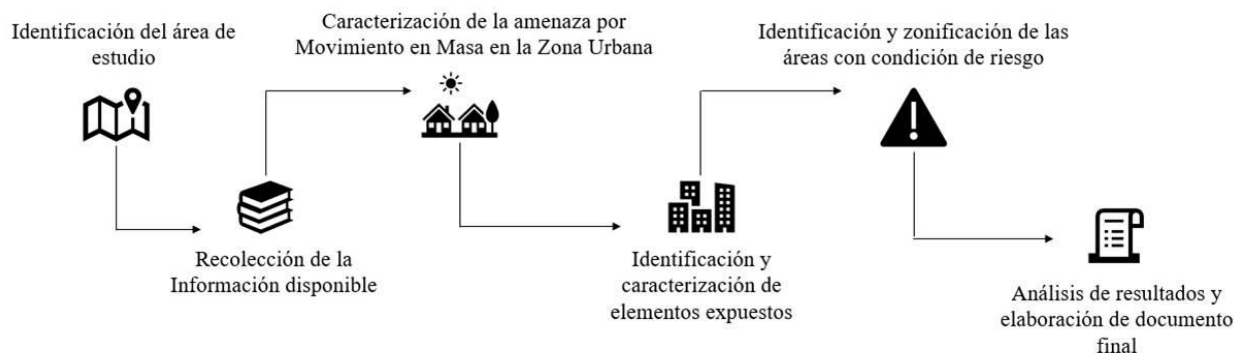 Identificación del área de
estudio
Recolección de la
Información disponible
Caracterización de la amenaza por
Movimiento en Masa en la Zona Urbana
Identificación y
caracterización de
elementos expuestos
Identificación y zonificación de las
áreas con condición de riesgo
Análisis de resultados y
elaboración de documento
final